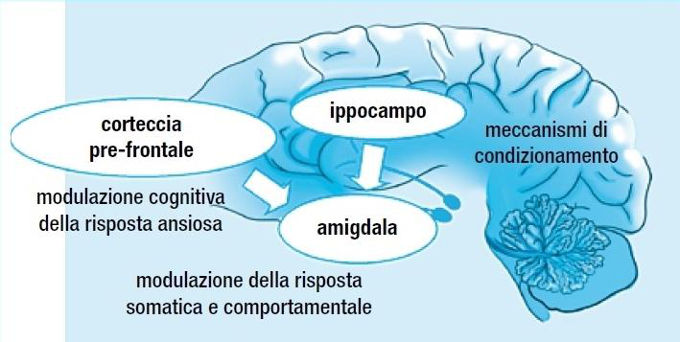 corteccia
pre-frontale
ippocampo
meccanismi di
condizionamento
modulazione cognitiva
della risposta ansiosa
amigdala
modulazione della risposta
somatica e comportamentale